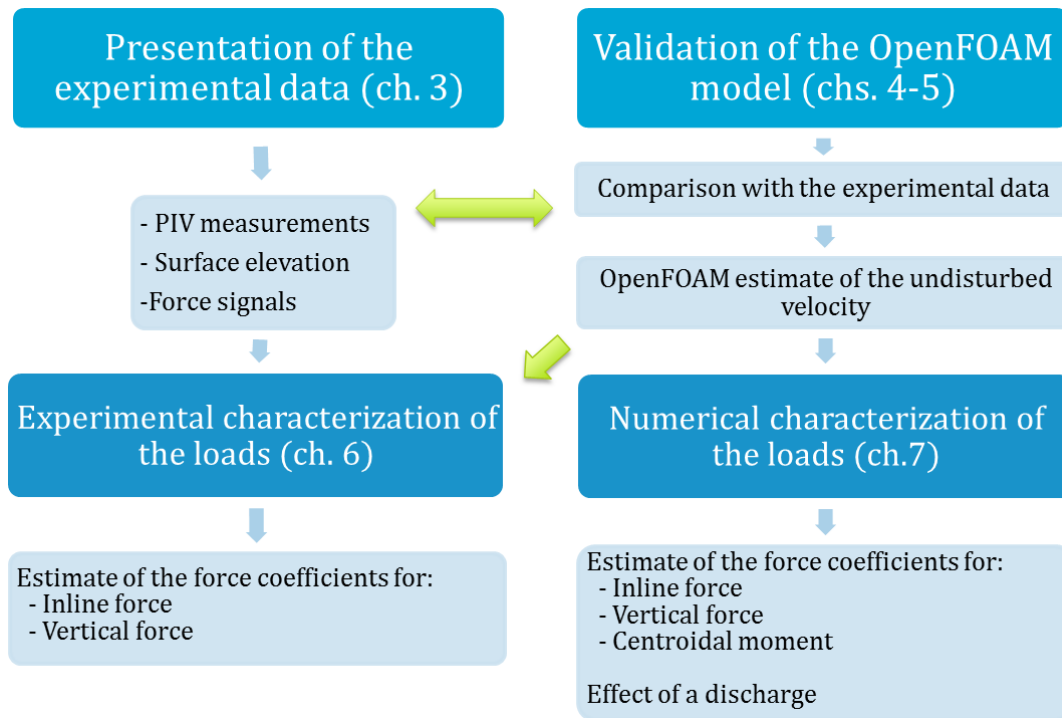 Presentation of the
experimental data (ch. 3)
- PIV measurements
- Surface elevation
-Force signals
Experimental characterization of
the loads (ch. 6)
Estimate of the force coefficients for:
- Inline force
- Vertical force
Validation of the OpenFOAM
model (chs. 4-5)
Comparison with the experimental data
OpenFOAM estimate of the undisturbed
velocity
Numerical characterization of
the loads (ch.7)
Estimate of the force coefficients for:
- Inline force
- Vertical force
- Centroidal moment
Effect of a discharge